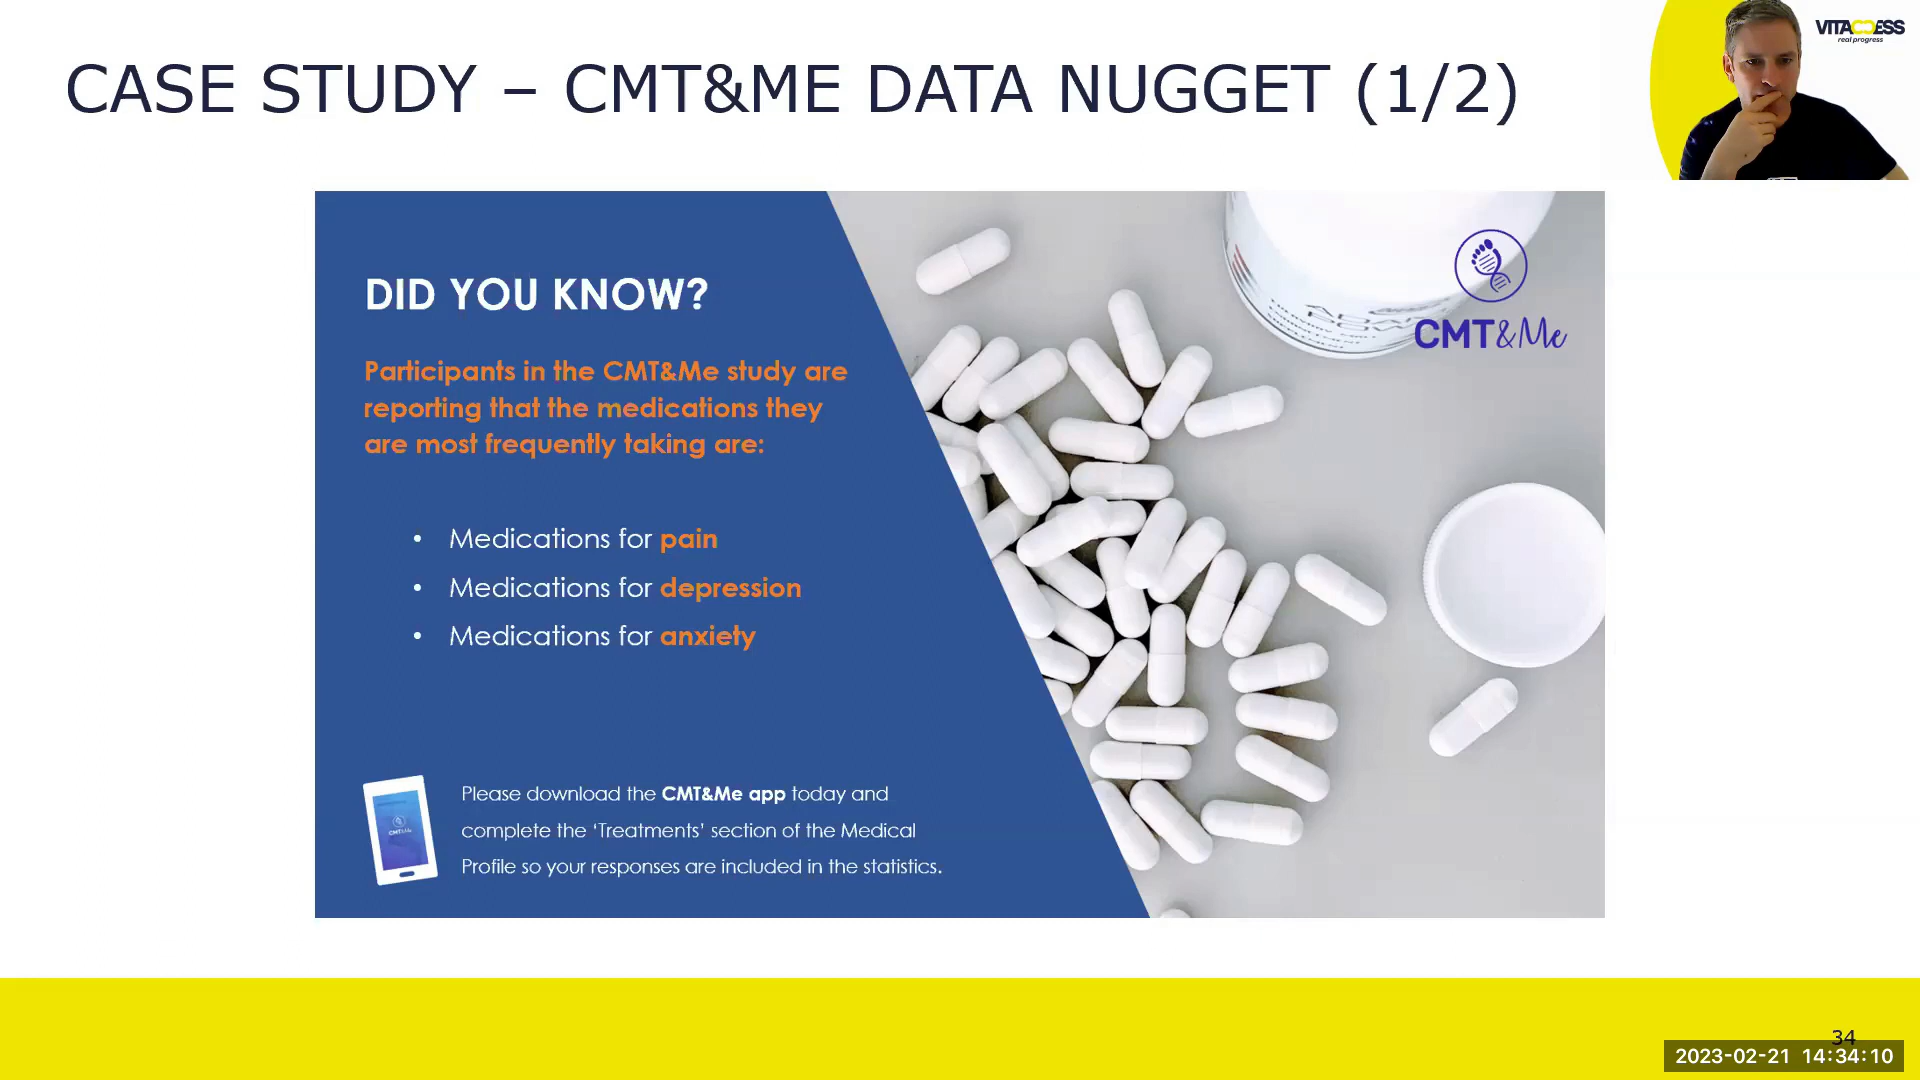 CASE STUDY – CMT&ME DATA NUGGET (1/2)
VITACCESS
real progress
DID YOU KNOW?
Participants in the CMT&Me study are
reporting that the medications they
are most frequently taking are:
• Medications for pain
• Medications for depression
• Medications for anxiety
Please download the CMT&Me app today and
complete the ‘Treatments’ section of the Medical
Profile so your responses are included in the statistics.
CMT&Me
CMT&Me
34
2023-02-21 14:34:10